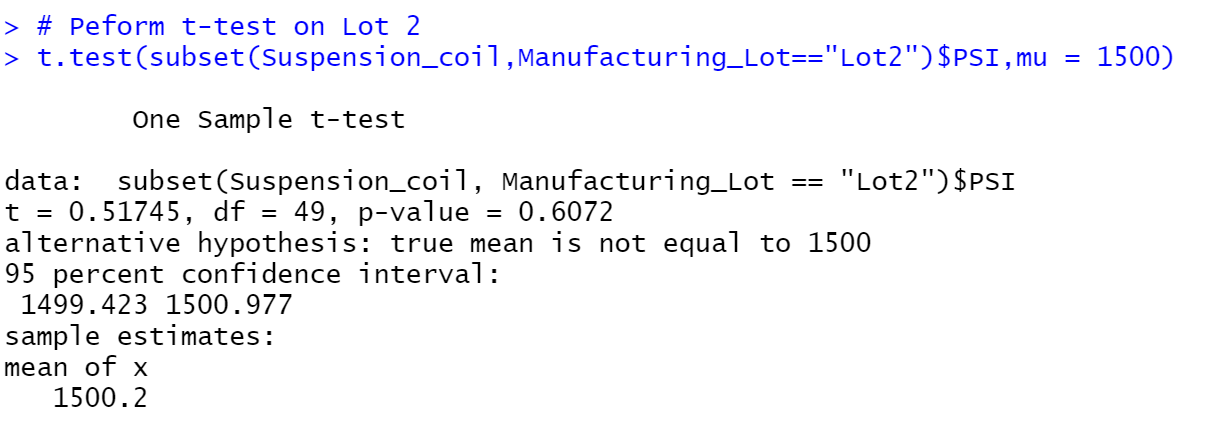 > # Peform t-test on Lot 2
> t.test(subset(Suspension_coil,Manufacturing_Lot=="Lot2")$PSI,mu = 1500)
One Sample t-test
data:  subset(Suspension_coil, Manufacturing_Lot == "Lot2")$PSI
t = 0.51745, df = 49, p-value = 0.6072
alternative hypothesis: true mean is not equal to 1500
95 percent confidence interval:
1499.423 1500.977
sample estimates:
mean of x
1500.2